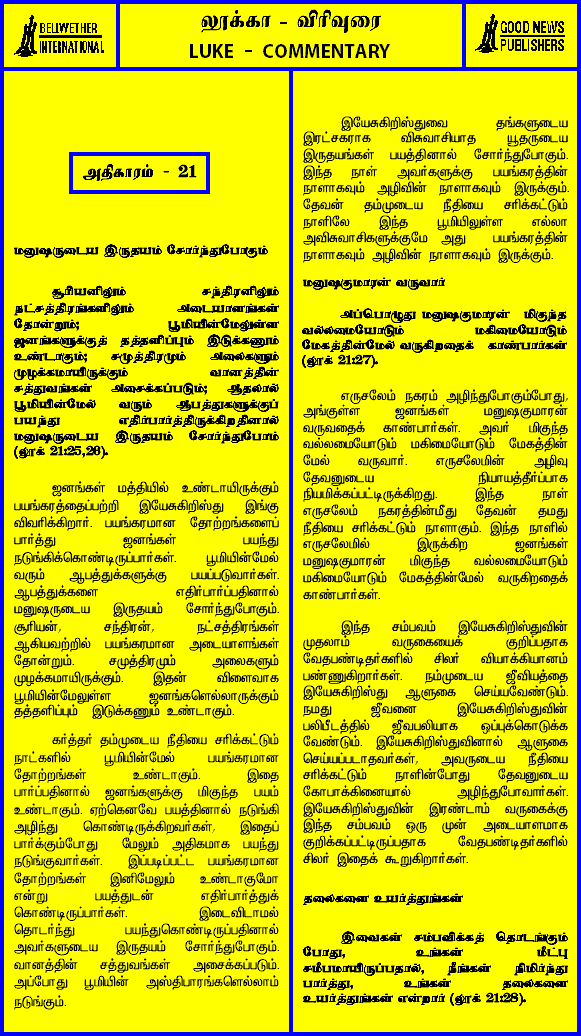 BELLWETHER
INTERNATIONAL
லூக்கா - விரிவுரை
LUKE - COMMENTARY
GOOD NEWS
PUBLISHERS
அதிகாரம் - 21
மனுஷருடைய இருதயம் சோர்ந்துபோகும்
சூரியனிலும் சந்திரனிலும்
நட்சத்திரங்களிலும் அடையாளங்கள்
தோன்றும்; பூமியின்மேலுள்ள
ஜனங்களுக்குத் தத்தளிப்பும் இடுக்கணும்
உண்டாகும்; சமுத்திரமும் அலைகளும்
முழக்கமாயிருக்கும் வானத்தின்
சத்துவங்கள் அசைக்கப்படும்; ஆதலால்
பூமியின்மேல் வரும் ஆபத்துகளுக்குப்
பயந்து எதிர்பார்த்திருக்கிறதினால்
மனுஷருடைய இருதயம் சோர்ந்துபோம்
(லூக் 21:25,26).
ஜனங்கள் மத்தியில் உண்டாயிருக்கும்
பயங்கரத்தைப்பற்றி இயேசுகிறிஸ்து இங்கு
விவரிக்கிறார். பயங்கரமான தோற்றங்களைப்
பார்த்து ஜனங்கள் பயந்து
நடுங்கிக்கொண்டிருப்பார்கள். பூமியின்மேல்
வரும் ஆபத்துக்களுக்கு பயப்படுவார்கள்.
ஆபத்துக்களை எதிர்பார்ப்பதினால்
மனுஷருடைய இருதயம் சோர்ந்துபோகும்.
சூரியன், சந்திரன், நட்சத்திரங்கள்
ஆகியவற்றில் பயங்கரமான அடையாளங்கள்
தோன்றும். சமுத்திரமும் அலைகளும்
முழக்கமாயிருக்கும். இதன் விளைவாக
பூமியின்மேலுள்ள ஜனங்களெல்லாருக்கும்
தத்தளிப்பும் இடுக்கணும் உண்டாகும்.
கர்த்தர் தம்முடைய நீதியை சரிக்கட்டும்
நாட்களில் பூமியின்மேல் பயங்கரமான
தோற்றங்கள் உண்டாகும். இதை
பார்ப்பதினால் ஜனங்களுக்கு மிகுந்த பயம்
உண்டாகும். ஏற்கெனவே பயத்தினால் நடுங்கி
அழிந்து கொண்டிருக்கிறவர்கள், இதைப்
பார்க்கும்போது மேலும் அதிகமாக பயந்து
நடுங்குவார்கள். இப்படிப்பட்ட பயங்கரமான
தோற்றங்கள் இனிமேலும் உண்டாகுமோ
என்று பயத்துடன் எதிர்பார்த்துக்
கொண்டிருப்பார்கள். இடைவிடாமல்
தொடர்ந்து பயந்துகொண்டிருப்பதினால்
அவர்களுடைய இருதயம் சோர்ந்துபோகும்.
வானத்தின் சத்துவங்கள் அசைக்கப்படும்.
அப்போது பூமியின் அஸ்திபாரங்களெல்லாம்
நடுங்கும்.
இயேசுகிறிஸ்துவை தங்களுடைய
இரட்சகராக விசுவாசியாத யூதருடைய
இருதயங்கள் பயத்தினால் சோர்ந்துபோகும்.
இந்த நாள் அவர்களுக்கு பயங்கரத்தின்
நாளாகவும் அழிவின் நாளாகவும் இருக்கும்.
தேவன் தம்முடைய நீதியை சரிக்கட்டும்
நாளிலே இந்த பூமியிலுள்ள எல்லா
அவிசுவாசிகளுக்குமே அது பயங்கரத்தின்
நாளாகவும் அழிவின் நாளாகவும் இருக்கும்.
மனுஷகுமாரன் வருவார்
அப்பொழுது மனுஷகுமாரன் மிகுந்த
வல்லமையோடும் மகிமையோடும்
மேகத்தின்மேல் வருகிறதைக் காண்பார்கள்
(லூக் 21:27).
எருசலேம் நகரம் அழிந்துபோகும்போது,
அங்குள்ள ஜனங்கள் மனுஷகுமாரன்
வருவதைக் காண்பார்கள். அவர் மிகுந்த
வல்லமையோடும் மகிமையோடும் மேகத்தின்
மேல் வருவார். எருசலேமின் அழிவு
தேவனுடைய நியாயத்தீர்ப்பாக
நியமிக்கப்பட்டிருக்கிறது. இந்த நாள்
எருசலேம் நகரத்தின்மீது தேவன் தமது
நீதியை சரிக்கட்டும் நாளாகும். இந்த நாளில்
எருசலேமில் இருக்கிற ஜனங்கள்
மனுஷகுமாரன் மிகுந்த வல்லமையோடும்
மகிமையோடும் மேகத்தின்மேல் வருகிறதைக்
காண்பார்கள்.
இந்த சம்பவம் இயேசுகிறிஸ்துவின்
முதலாம் வருகையைக் குறிப்பதாக
வேதபண்டிதர்களில் சிலர் வியாக்கியானம்
பண்ணுகிறார்கள். நம்முடைய ஜீவியத்தை
இயேசுகிறிஸ்து ஆளுகை செய்யவேண்டும்.
நமது ஜீவனை இயேசுகிறிஸ்துவின்
பலிபீடத்தில் ஜீவபலியாக ஒப்புக்கொடுக்க
வேண்டும். இயேசுகிறிஸ்துவினால் ஆளுகை
செய்யப்படாதவர்கள், அவருடைய நீதியை
சரிக்கட்டும் நாளின்போது தேவனுடைய
கோபாக்கினையால் அழிந்துபோவார்கள்.
இயேசுகிறிஸ்துவின் இரண்டாம் வருகைக்கு
இந்த சம்பவம் ஒரு முன் அடையாளமாக
குறிக்கப்பட்டிருப்பதாக வேதபண்டிதர்களில்
சிலர் இதைக் கூறுகிறார்கள்.
தலைகளை உயர்த்துங்கள்
இவைகள் சம்பவிக்கத் தொடங்கும்
போது, உங்கள் மீட்பு
சமீபமாயிருப்பதால், நீங்கள் நிமிர்ந்து
பார்த்து, உங்கள் தலைகளை
உயர்த்துங்கள் என்றார் (லூக் 21:28).